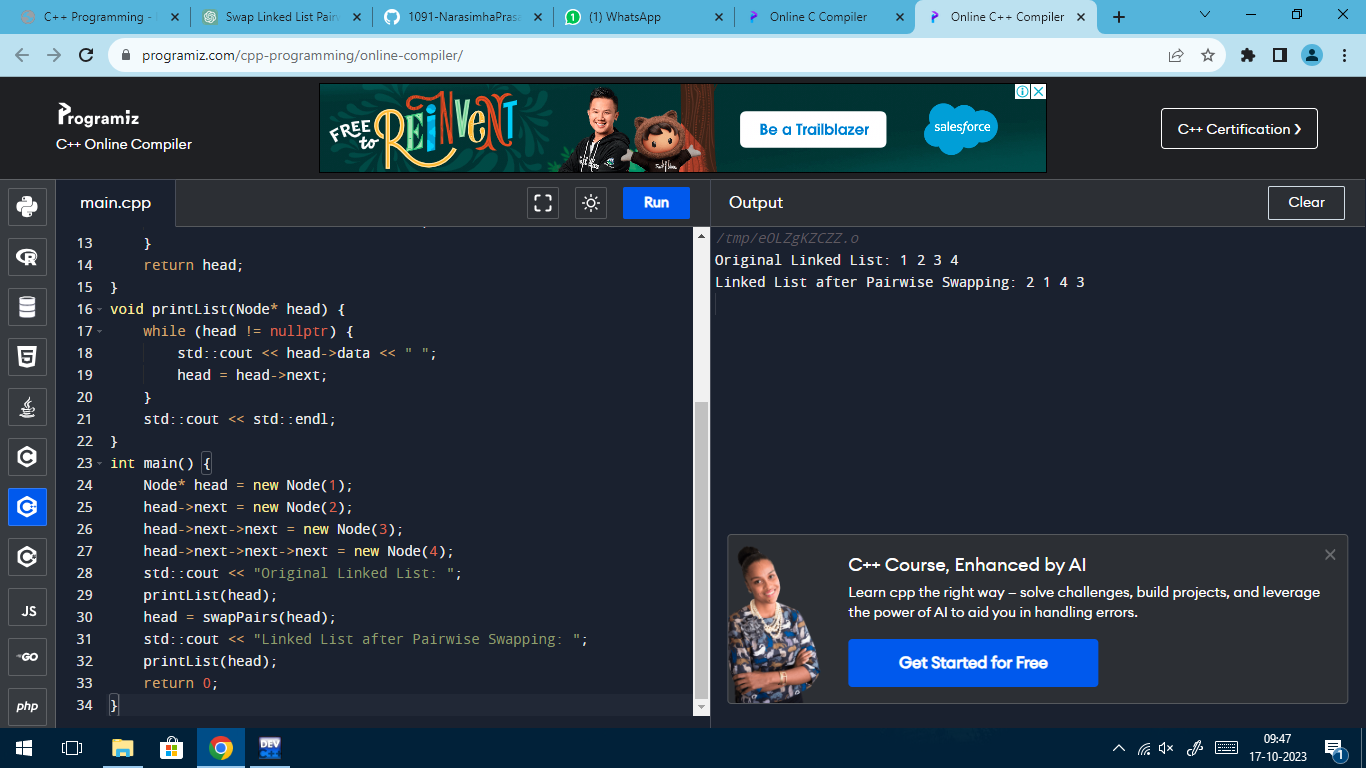 C++ Programming -
Swap Linked List Pairw
1091-NarasimhaPrasa
(1) WhatsApp
Online C Compiler
Online C++ Compiler
programiz.com/cpp-programming/online-compiler/
Programiz
C++ Online Compiler
FREE to REINVENT
Be a Trailblazer
salesforce
C++ Certification ❯
main.cpp
Run
Output
Clear
13 }
14 return head;
15 }
16 void printList(Node* head) {
17 while (head != nullptr) {
18 std::cout << head->data << " ";
19 head = head->next;
20 }
21 std::cout << std::endl;
22 }
23 int main() {
24 Node* head = new Node(1);
25 head->next = new Node(2);
26 head->next->next = new Node(3);
27 head->next->next->next = new Node(4);
28 std::cout << "Original Linked List: ";
29 printList(head);
30 head = swapPairs(head);
31 std::cout << "Linked List after Pairwise Swapping: ";
32 printList(head);
33 return 0;
34 }
/tmp/eOLZgKZCZZ.o
Original Linked List: 1 2 3 4
Linked List after Pairwise Swapping: 2 1 4 3
C++ Course, Enhanced by AI
Learn cpp the right way – solve challenges, build projects, and leverage
the power of AI to aid you in handling errors.
Get Started for Free
R
5
C
C
JS
GO
php
DEV
09:47
17-10-2023
1